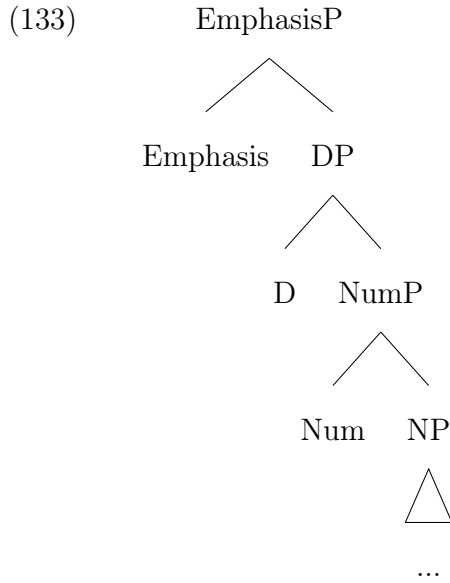 (133) EmphasisP
Emphasis DP
D NumP
Num NP
...